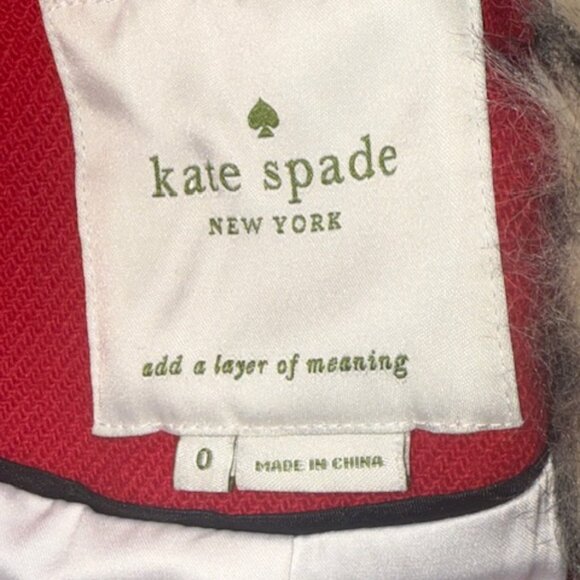 kate spade
NEW YORK
add a layer of meaning
0
MADE IN CHINA